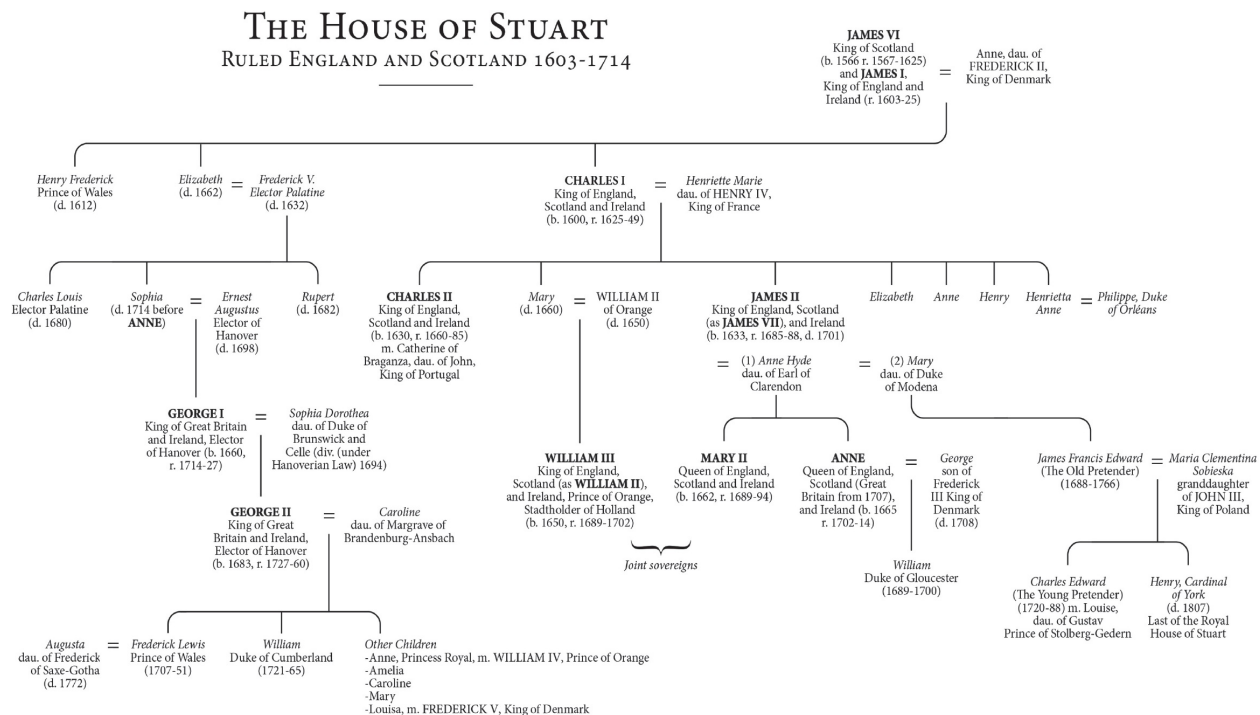 THE HOUSE OF STUART
RULED ENGLAND AND SCOTLAND 1603-1714
JAMES VI
King of Scotland
(b. 1566 r. 1567-1625)
and JAMES I,
King of England and
Ireland (r. 1603-25)
=
Anne, dau. of
FREDERICK II,
King of Denmark
Henry Frederick
Prince of Wales
(d. 1612)
Elizabeth
(d. 1662)
=
Frederick V.
Elector Palatine
(d. 1632)
CHARLES I
King of England,
Scotland and Ireland
(b. 1600, r. 1625-49)
=
Henriette Marie
dau. of HENRY IV,
King of France
Charles Louis
Elector Palatine
(d. 1680)
Sophia
(d. 1714 before
ANNE)
=
Ernest
Augustus
Elector of
Hanover
(d. 1698)
Rupert
(d. 1682)
CHARLES II
King of England,
Scotland and Ireland
(b. 1630, r. 1660-85)
m. Catherine of
Braganza, dau. of John,
King of Portugal
Mary
(d. 1660)
=
WILLIAM II
of Orange
(d. 1650)
JAMES II
King of England, Scotland
(as JAMES VII), and Ireland
(b. 1633, r. 1685-88, d. 1701)
Elizabeth
Anne
Henry
Henrietta
Anne
=
Philippe, Duke
of Orléans
=
(1) Anne Hyde
dau. of Earl of
Clarendon
=
(2) Mary
dau. of Duke
of Modena
GEORGE I
King of Great Britain
and Ireland, Elector
of Hanover (b. 1660,
r. 1714-27)
=
Sophia Dorothea
dau. of Duke of
Brunswick and
Celle (div. (under
Hanoverian Law) 1694)
WILLIAM III
King of England,
Scotland (as WILLIAM II),
and Ireland, Prince of Orange,
Stadtholder of Holland
(b. 1650, r. 1689-1702)
MARY II
Queen of England,
Scotland and Ireland
(b. 1662, r. 1689-94)
Joint sovereigns
ANNE
Queen of England,
Scotland (Great
Britain from 1707),
and Ireland (b. 1665
r. 1702-14)
=
George
son of
Frederick
III King of
Denmark
(d. 1708)
James Francis Edward
(The Old Pretender)
(1688-1766)
=
Maria Clementina
Sobieska
granddaughter
of JOHN III,
King of Poland
GEORGE II
King of Great
Britain and Ireland,
Elector of Hanover
(b. 1683, r. 1727-60)
=
Caroline
dau. of Margrave of
Brandenburg-Ansbach
William
Duke of Gloucester
(1689-1700)
Charles Edward
(The Young Pretender)
(1720-88) m. Louise,
dau. of Gustav
Prince of Stolberg-Gedern
Henry, Cardinal
of York
(d. 1807)
Last of the Royal
House of Stuart
Augusta
dau. of Frederick
of Saxe-Gotha
(d. 1772)
=
Frederick Lewis
Prince of Wales
(1707-51)
William
Duke of Cumberland
(1721-65)
Other Children
-Anne, Princess Royal, m. WILLIAM IV, Prince of Orange
-Amelia
-Caroline
-Mary
-Louisa, m. FREDERICK V, King of Denmark